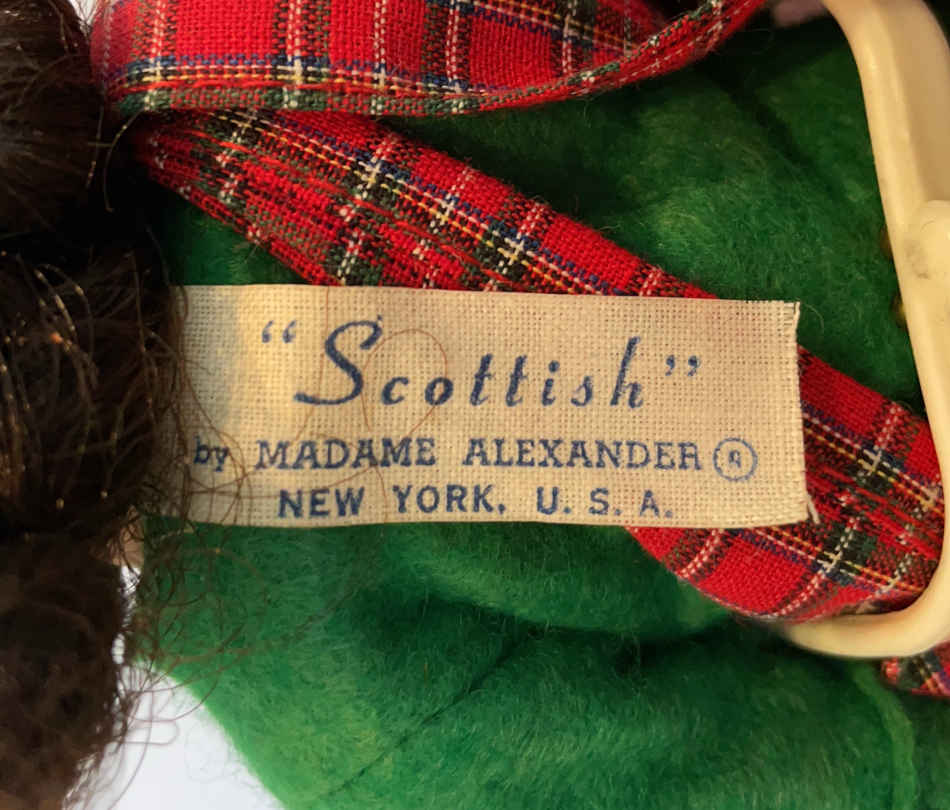 “Scottish”
by MADAME ALEXANDER ®
NEW YORK, U. S. A.